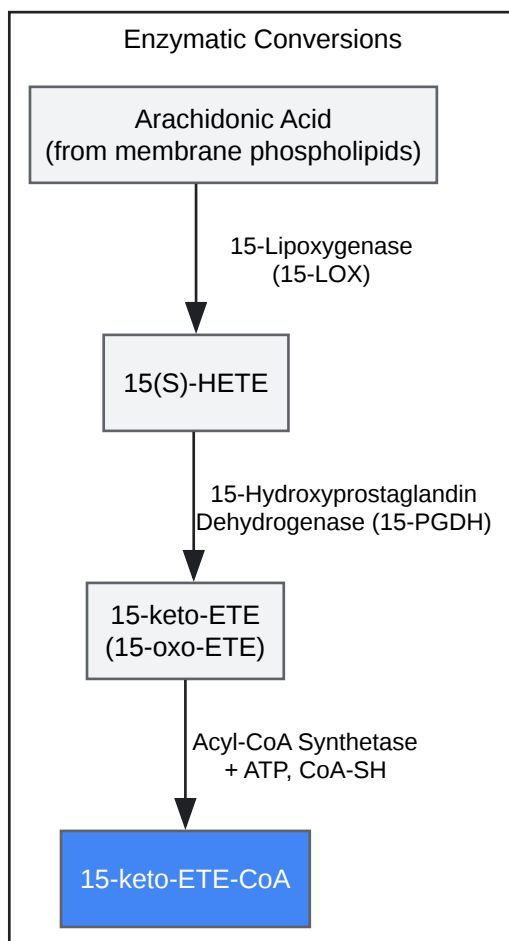 Enzymatic Conversions
Arachidonic Acid
(from membrane phospholipids)
15-Lipoxygenase
(15-LOX)
15(S)-HETE
15-Hydroxyprostaglandin
Dehydrogenase (15-PGDH)
15-keto-ETE
(15-oxo-ETE)
Acyl-CoA Synthetase
+ ATP, CoA-SH
15-keto-ETE-CoA